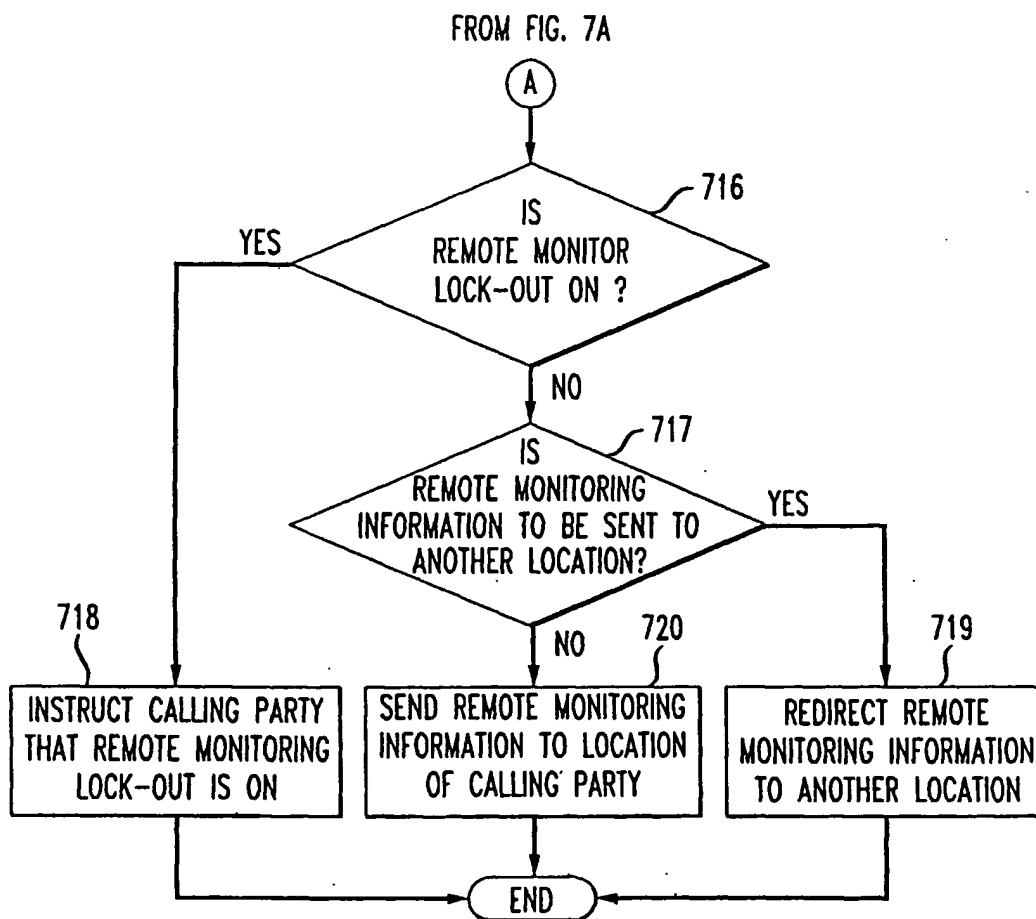 FROM FIG. 7A
A
716
IS
REMOTE MONITOR
LOCK-OUT ON ?
YES
NO
717
IS
REMOTE MONITORING
INFORMATION TO BE SENT TO
ANOTHER LOCATION?
YES
NO
718
INSTRUCT CALLING PARTY
THAT REMOTE MONITORING
LOCK-OUT IS ON
720
SEND REMOTE MONITORING
INFORMATION TO LOCATION
OF CALLING PARTY
719
REDIRECT REMOTE
MONITORING INFORMATION
TO ANOTHER LOCATION
END